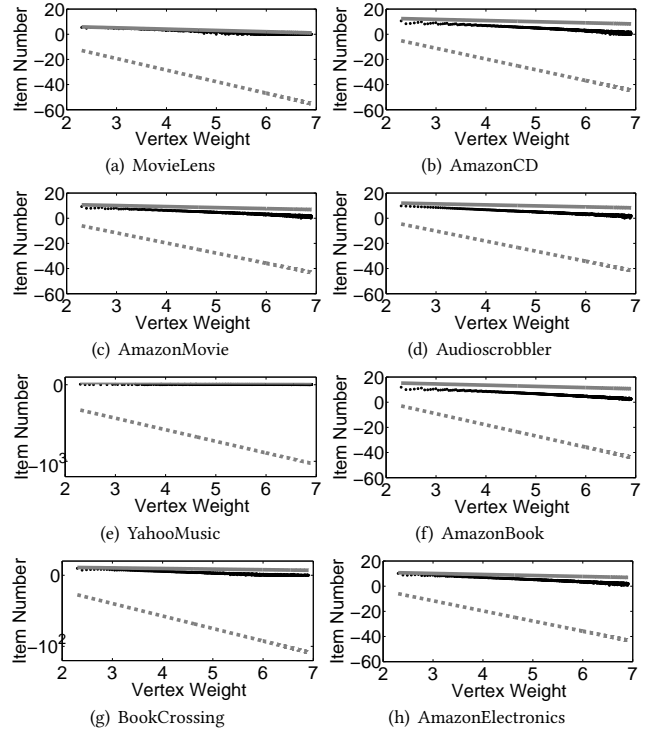 20
0
−20
−40
−60
2 3 4 5 6 7
Item Number
Vertex Weight
(a) MovieLens
20
0
−20
−40
−60
2 3 4 5 6 7
Item Number
Vertex Weight
(b) AmazonCD
20
0
−20
−40
−60
2 3 4 5 6 7
Item Number
Vertex Weight
(c) AmazonMovie
20
0
−20
−40
−60
2 3 4 5 6 7
Item Number
Vertex Weight
(d) Audioscrobbler
0
−10³
2 3 4 5 6 7
Item Number
Vertex Weight
(e) YahooMusic
20
0
−20
−40
−60
2 3 4 5 6 7
Item Number
Vertex Weight
(f) AmazonBook
0
−10²
2 3 4 5 6 7
Item Number
Vertex Weight
(g) BookCrossing
20
0
−20
−40
−60
2 3 4 5 6 7
Item Number
Vertex Weight
(h) AmazonElectronics